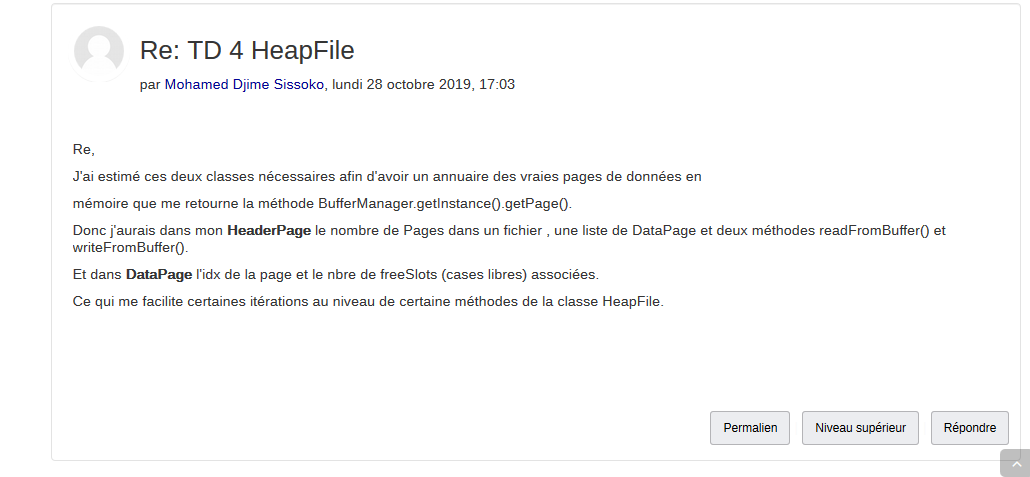 Re: TD 4 HeapFile
par Mohamed Djime Sissoko, lundi 28 octobre 2019, 17:03
Re,
J'ai estimé ces deux classes nécessaires afin d'avoir un annuaire des vraies pages de données en
mémoire que me retourne la méthode BufferManager.getInstance().getPage().
Donc j'aurais dans mon HeaderPage le nombre de Pages dans un fichier , une liste de DataPage et deux méthodes readFromBuffer() et
writeFromBuffer().
Et dans DataPage l'idx de la page et le nbre de freeSlots (cases libres) associées.
Ce qui me facilite certaines itérations au niveau de certaine méthodes de la classe HeapFile.
Permalien Niveau supérieur Répondre